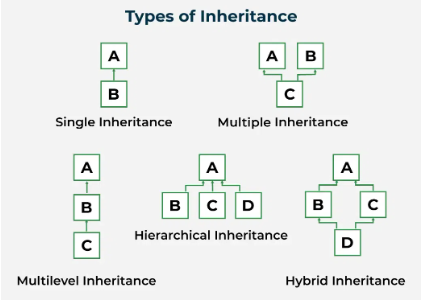 Types of Inheritance
A
B
Single Inheritance
A B
C
Multiple Inheritance
A
B
C
Multilevel Inheritance
A
B C D
Hierarchical Inheritance
A
B C
D
Hybrid Inheritance